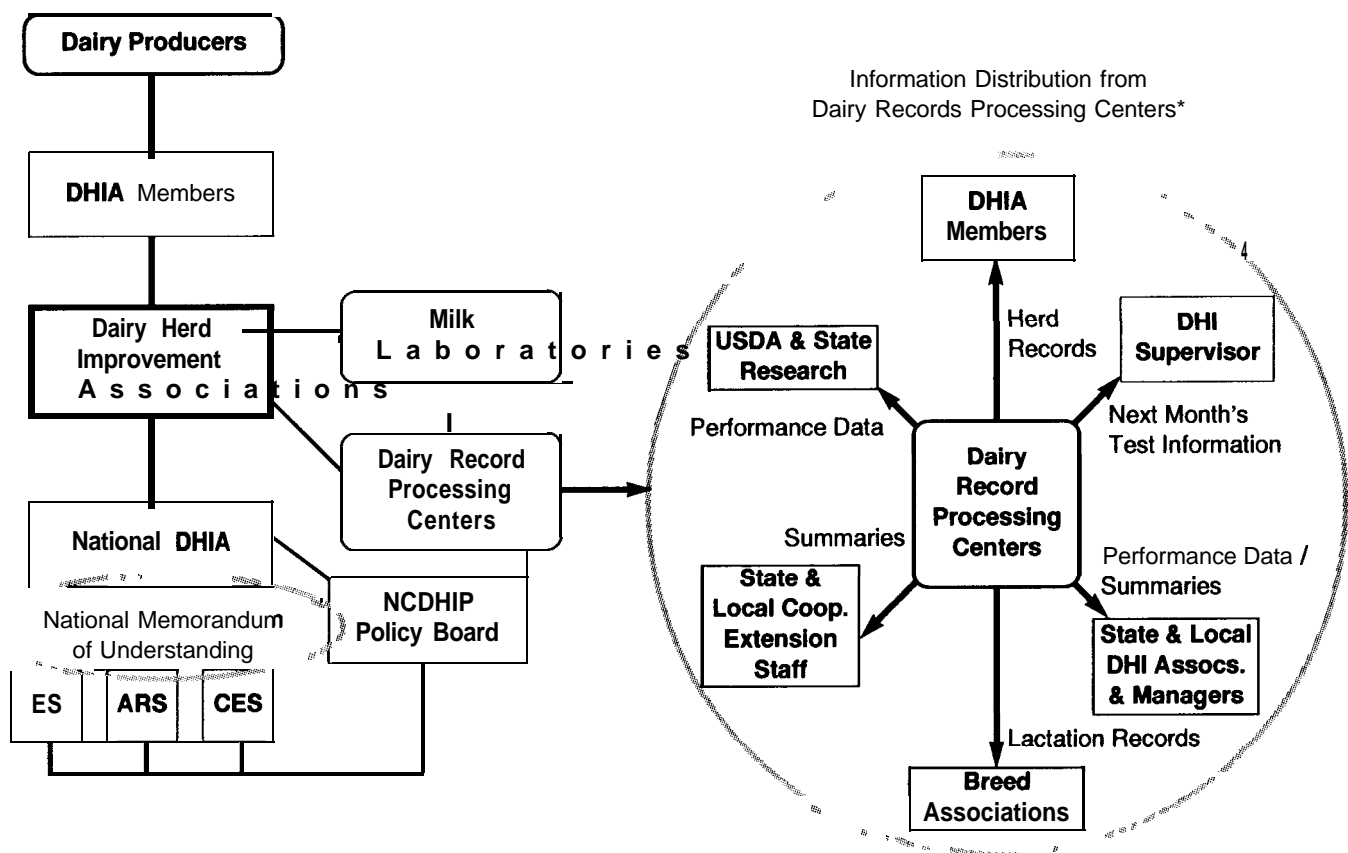 Dairy Producers
DHIA Members
Dairy Herd
Improvement
Associations
Milk
Laboratories
Dairy Record
Processing
Centers
National DHIA
National Memorandum
of Understanding
NCDHIP
Policy Board
ES
ARS
CES
Information Distribution from
Dairy Records Processing Centers*
DHIA
Members
Herd
Records
DHI
Supervisor
Next Month's
Test Information
USDA & State
Research
Performance Data
Dairy
Record
Processing
Centers
Summaries
State &
Local Coop.
Extension
Staff
Performance Data /
Summaries
State & Local
DHI Assocs.
& Managers
Lactation Records
Breed
Associations